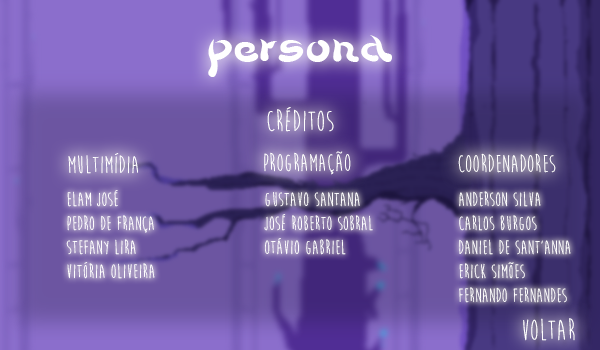 persona
CRÉDITOS
MULTIMÍDIA
ELAM JOSÉ
PEDRO DE FRANÇA
STEFANY LIRA
VITÓRIA OLIVEIRA
PROGRAMAÇÃO
GUSTAVO SANTANA
JOSÉ ROBERTO SOBRAL
OTÁVIO GABRIEL
COORDENADORES
ANDERSON SILVA
CARLOS BURGOS
DANIEL DE SANT'ANNA
ERICK SIMÕES
FERNANDO FERNANDES
VOLTAR